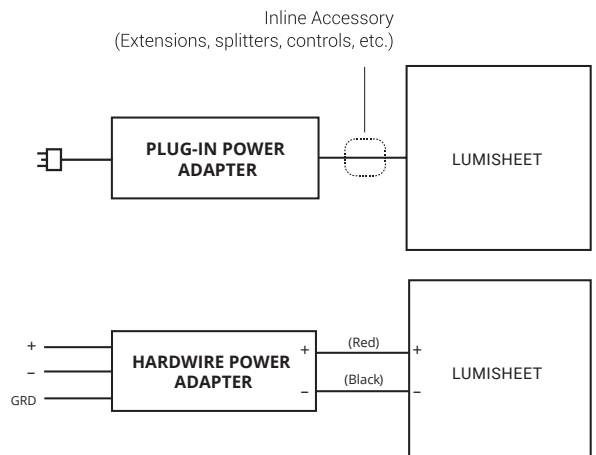 Inline Accessory
(Extensions, splitters, controls, etc.)
PLUG-IN POWER
ADAPTER
LUMISHEET
+
–
GRD
HARDWIRE POWER
ADAPTER
+
–
(Red)
(Black)
+
–
LUMISHEET